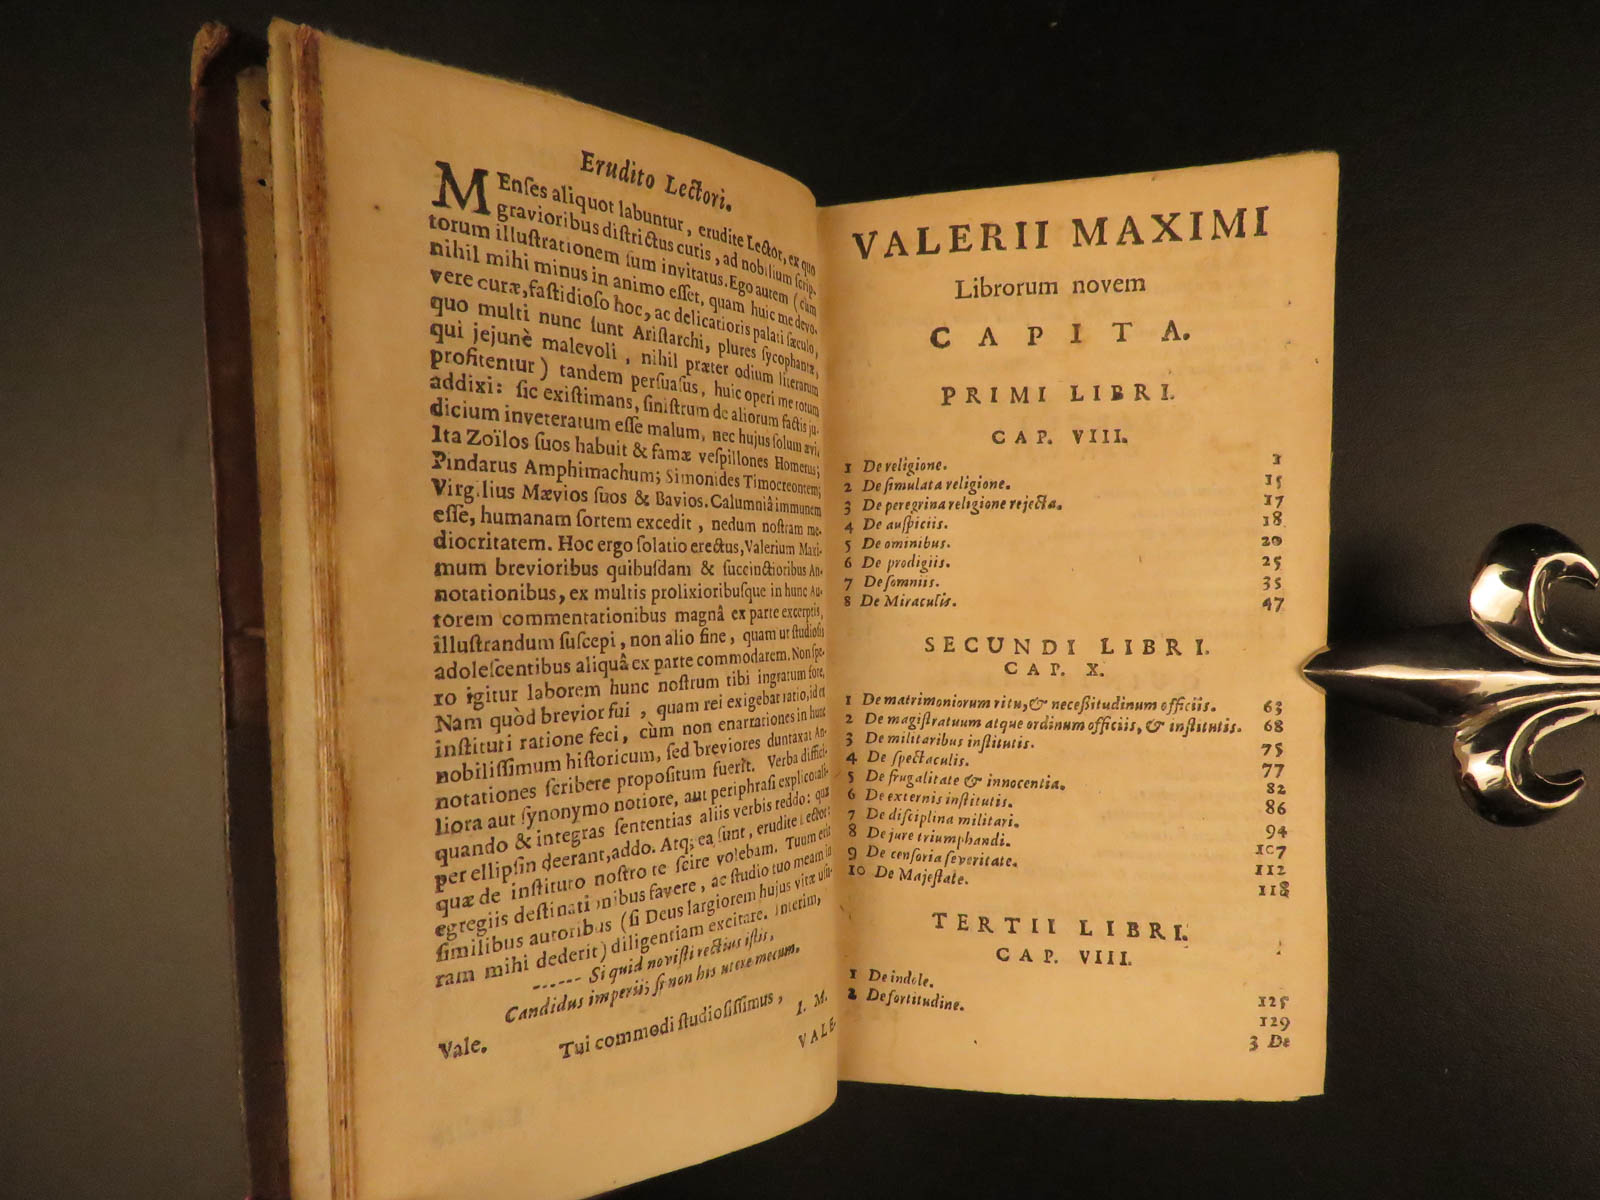 Erudito Lectori.
MEnſes aliquot labuntur, erudite Lector, ex quo
gravioribus diſtrictus curis, ad nobilium ſcrip-
torum illuſtrationem ſum invitatus. Ego autem (cùm
nihil mihi minus in animo eſſet, quam huic me devo-
vere curæ, faſtidioſo hoc, ac delicatioris palati ſæculo,
quo multi nunc ſunt Ariſtarchi, plures ſycophantæ,
qui jejunè malevoli, nihil præter odium literarum
profitentur) tandem perſuaſus, huic operi me totum
addixi: ſic exiſtimans, ſiniſtrum de aliorum factis ju-
dicium inveteratum eſſe malum, nec hujus ſolum ævi.
Ita Zoïlos ſuos habuit & famæ veſpillones Homerus;
Pindarus Amphimachum; Simonides Timocreontem;
Virgilius Mævios ſuos & Bavios. Calumniâ immunem
eſſe, humanam ſortem excedit, nedum noſtram me-
diocritatem. Hoc ergo ſolatio erectus, Valerium Maxi-
mum brevioribus quibuſdam & ſuccinctioribus An-
notationibus, ex multis prolixioribuſque in hunc Au-
torem commentationibus magnâ ex parte excerptis,
illuſtrandum ſuſcepi, non alio fine, quam ut ſtudioſis
adoleſcentibus aliquâ ex parte commodarem. Non ſpe-
ro igitur laborem hunc noſtrum tibi ingratum fore,
Nam quòd brevior fui, quam rei exigebat ratio, id ex
inſtituti ratione feci, cùm non enarrationes in hunc
nobiliſſimum hiſtoricum, ſed breviores duntaxat An-
notationes ſcribere propoſitum fuerit. Verba diffici-
liora aut ſynonymo notiore, aut periphraſi explico: ali-
quando & integras ſententias aliis verbis reddo: quæ
per ellipſin deerant, addo. Atq; ea ſunt, erudite Lector,
quæ de inſtituto noſtro te ſcire volebam. Tuum erit
egregiis deſtinationibus favere, ac ſtudio tuo meam in
ſimilibus autoribus (ſi Deus largiorem hujus vitæ uſu-
ram mihi dederit) diligentiam excitare. Interim,
------ Si quid noviſti rectius iſtis,
Candidus imperti; ſi non his utere mecum.
Vale. Tui commodi ſtudioſiſſimus,
I. M.
VALE-
VALERII MAXIMI
Librorum novem
CAPITA.
PRIMI LIBRI.
CAP. VIII.
1 De religione. 1
2 De ſimulata religione. 15
3 De peregrina religione rejecta. 17
4 De auſpiciis. 18
5 De ominibus. 20
6 De prodigiis. 25
7 De ſomniis. 35
8 De Miraculis. 47
SECUNDI LIBRI.
CAP. X.
1 De matrimoniorum ritu, & neceſſitudinum officiis. 63
2 De magiſtratuum atque ordinum officiis, & inſtitutis. 68
3 De militaribus inſtitutis. 75
4 De ſpectaculis. 77
5 De frugalitate & innocentia. 82
6 De externis inſtitutis. 86
7 De diſciplina militari. 94
8 De jure triumphandi. 107
9 De cenſoria ſeveritate. 112
10 De Majeſtate. 118
TERTII LIBRI.
CAP. VIII.
1 De indole. 125
2 De fortitudine. 129
3 De